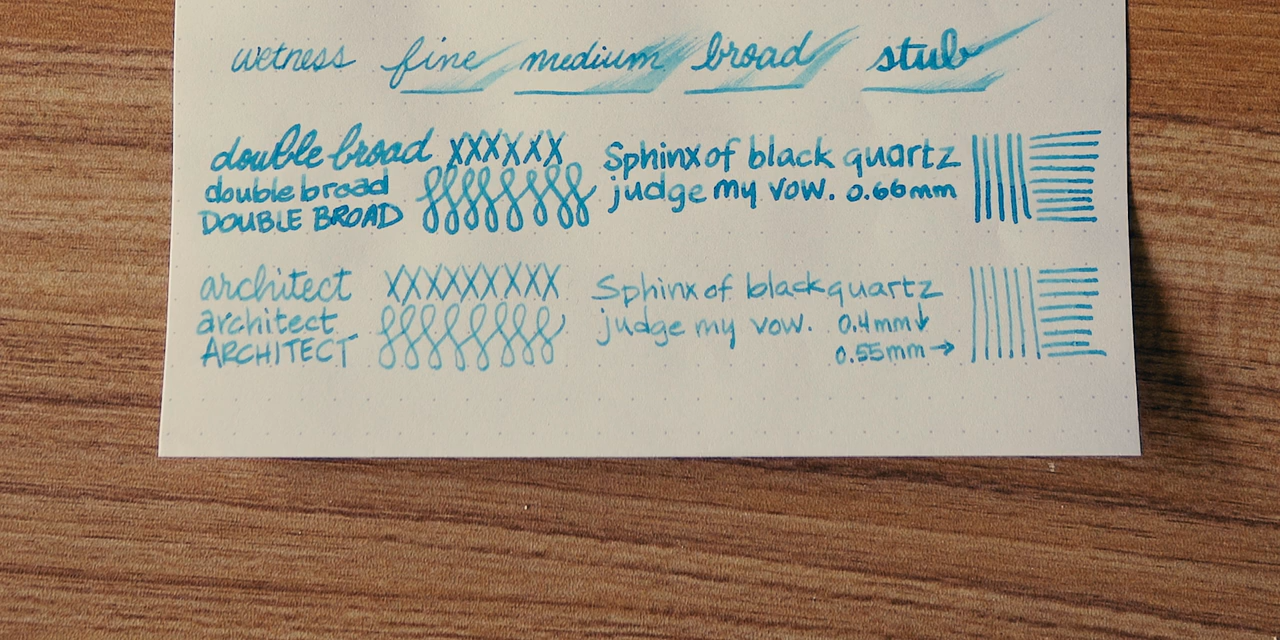 wetness fine medium broad stub
double broad XXXXXX Sphinx of black quartz
double broad judge my vow. 0.66mm
DOUBLE BROAD
architect XXXXXXXXX Sphinx of black quartz
architect judge my vow. 0.4mm↓
ARCHITECT 0.55mm→